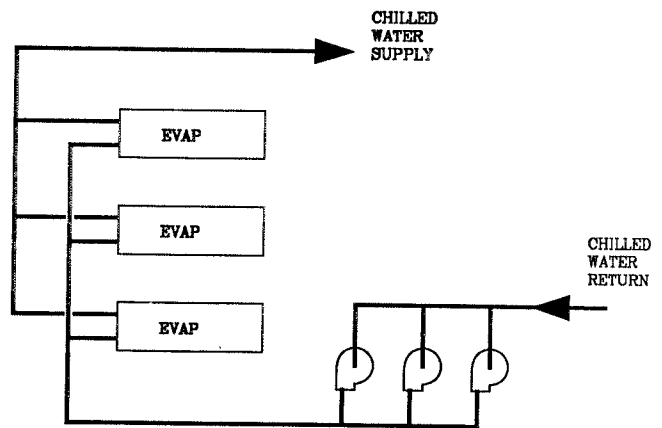 CHILLED
WATER
SUPPLY
EVAP
EVAP
EVAP
CHILLED
WATER
RETURN